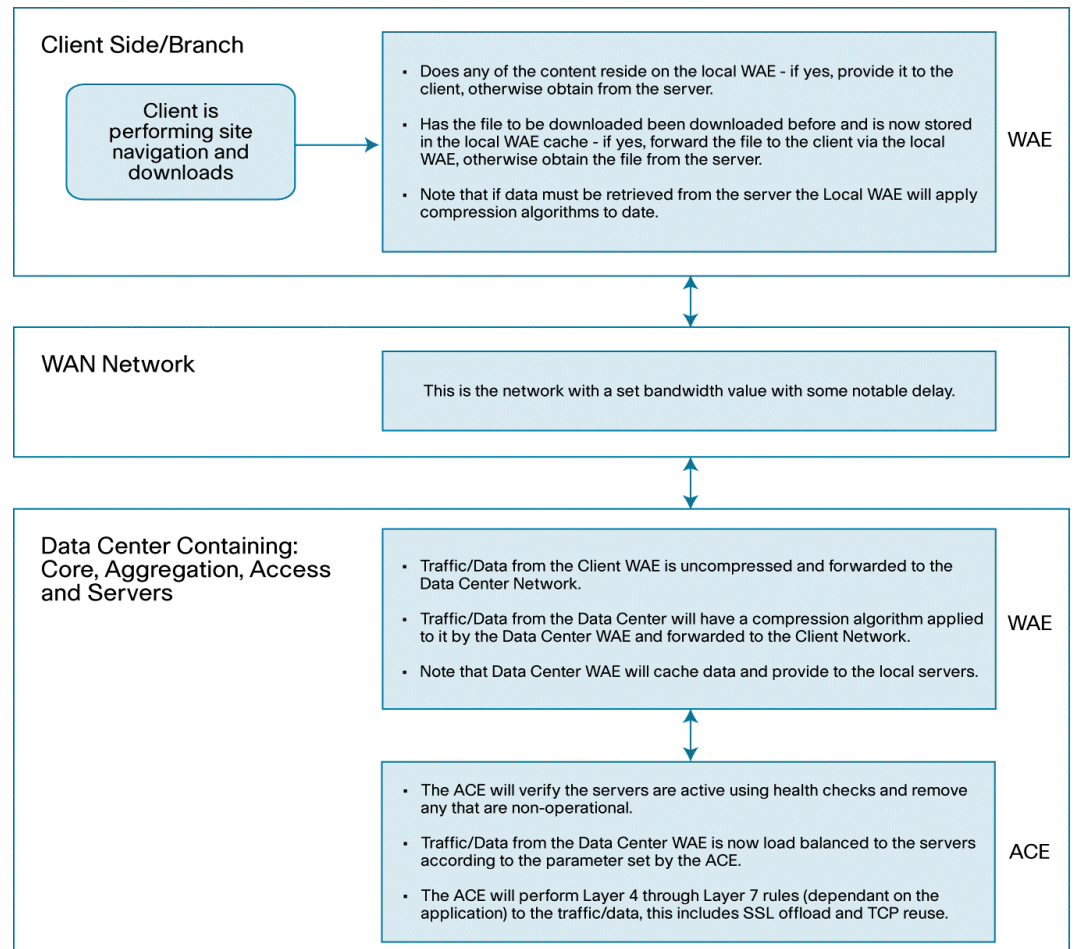 Client Side/Branch
Client is
performing site
navigation and
downloads
▪ Does any of the content reside on the local WAE - if yes, provide it to the
client, otherwise obtain from the server.
▪ Has the file to be downloaded been downloaded before and is now stored
in the local WAE cache - if yes, forward the file to the client via the local
WAE, otherwise obtain the file from the server.
▪ Note that if data must be retrieved from the server the Local WAE will apply
compression algorithms to date.
WAE
WAN Network
This is the network with a set bandwidth value with some notable delay.
Data Center Containing:
Core, Aggregation, Access
and Servers
▪ Traffic/Data from the Client WAE is uncompressed and forwarded to the
Data Center Network.
▪ Traffic/Data from the Data Center will have a compression algorithm applied
to it by the Data Center WAE and forwarded to the Client Network.
▪ Note that Data Center WAE will cache data and provide to the local servers.
WAE
▪ The ACE will verify the servers are active using health checks and remove
any that are non-operational.
▪ Traffic/Data from the Data Center WAE is now load balanced to the servers
according to the parameter set by the ACE.
▪ The ACE will perform Layer 4 through Layer 7 rules (dependant on the
application) to the traffic/data, this includes SSL offload and TCP reuse.
ACE